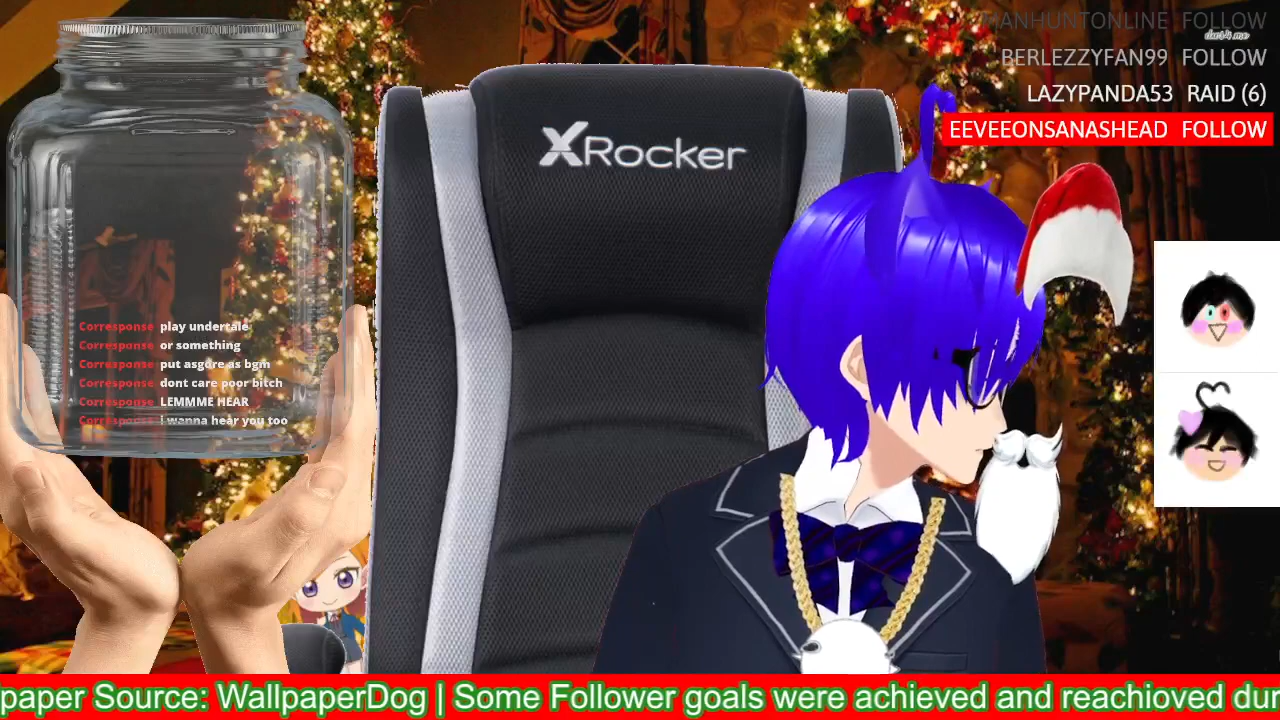 FOLLOW
BERLEZZYFAN99 FOLLOW
LAZYPANDA53 RAID (6)
EEVEEONSANASHEAD FOLLOW
XRocker
Corresponse play undertale
Corresponse or something
Corresponse put asgore as bgm
Corresponse dont care poor bitch
Corresponse LEMMME HEAR
Corresponse I wanna hear you too
paper Source: WallpaperDog | Some Follower goals were achieved and reachioved dur